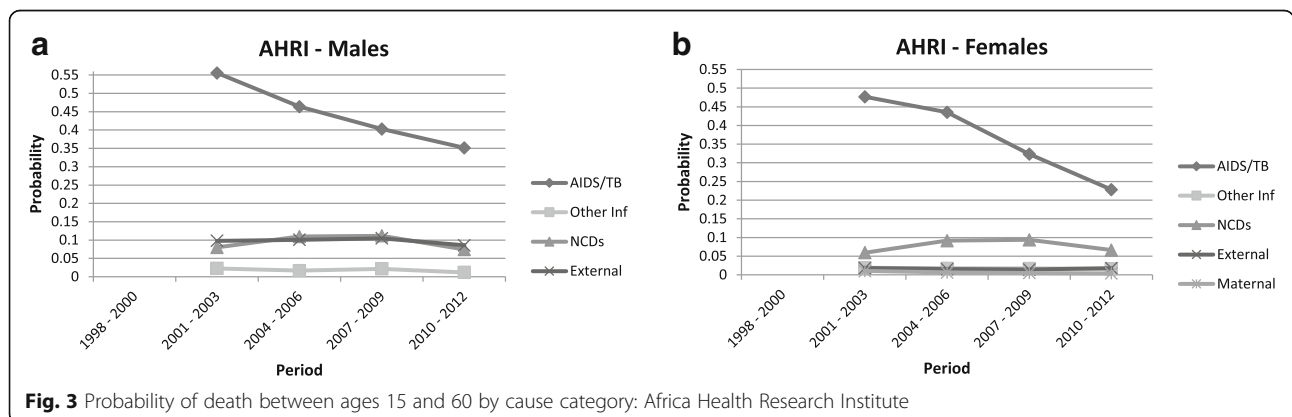 a
AHRI - Males
0.55
0.5
0.45
0.4
0.35
0.3
0.25
0.2
0.15
0.1
0.05
0
Probability
1998 - 2000
2001 - 2003
2004 - 2006
2007 - 2009
2010 - 2012
Period
AIDS/TB
Other Inf
NCDs
External
b
AHRI - Females
0.55
0.5
0.45
0.4
0.35
0.3
0.25
0.2
0.15
0.1
0.05
0
Probability
1998 - 2000
2001 - 2003
2004 - 2006
2007 - 2009
2010 - 2012
Period
AIDS/TB
Other Inf
NCDs
External
Maternal
Fig. 3 Probability of death between ages 15 and 60 by cause category: Africa Health Research Institute